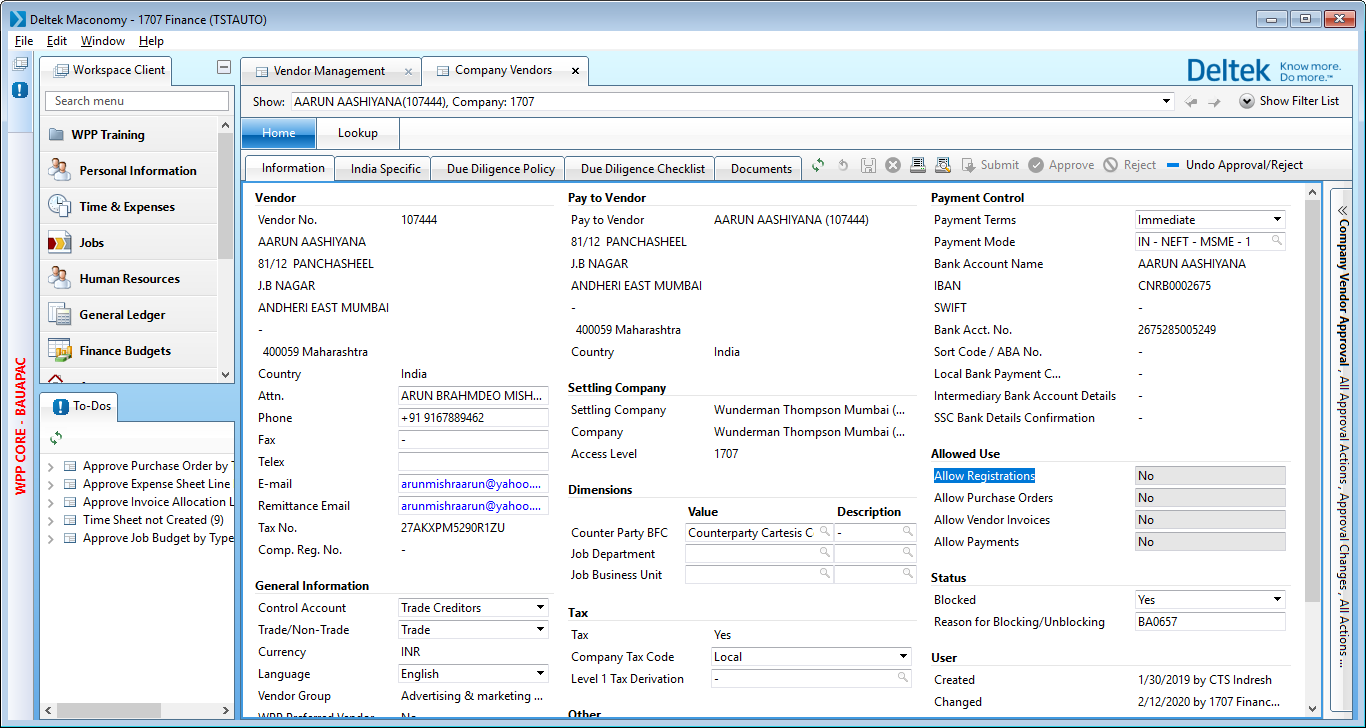 Deltek Maconomy - 1707 Finance (TSTAUTO)
File Edit Window Help
Workspace Client
Search menu
WPP Training
Personal Information
Time & Expenses
Jobs
Human Resources
General Ledger
Finance Budgets
WPP CORE - BAUAPAC
To-Dos
Approve Purchase Order by
Approve Expense Sheet Line
Approve Invoice Allocation L
Time Sheet not Created (9)
Approve Job Budget by Type
Vendor Management
Company Vendors
Deltek Know more.
Do more.™
Show: AARUN AASHIYANA(107444), Company: 1707
Show Filter List
Home Lookup
Information India Specific Due Diligence Policy Due Diligence Checklist Documents
Submit Approve Reject Undo Approval/Reject
Vendor
Vendor No. 107444
AARUN AASHIYANA
81/12 PANCHASHEEL
J.B NAGAR
ANDHERI EAST MUMBAI
-
400059 Maharashtra
Country India
Attn. ARUN BRAHMDEO MISH...
Phone +91 9167889462
Fax -
Telex
E-mail arunmishraarun@yahoo....
Remittance Email arunmishraarun@yahoo....
Tax No. 27AKXPM5290R1ZU
Comp. Reg. No. -
General Information
Control Account Trade Creditors
Trade/Non-Trade Trade
Currency INR
Language English
Vendor Group Advertising & marketing ...
WPP Preferred Vendor No
Pay to Vendor
Pay to Vendor AARUN AASHIYANA (107444)
81/12 PANCHASHEEL
J.B NAGAR
ANDHERI EAST MUMBAI
-
400059 Maharashtra
Country India
Settling Company
Settling Company Wunderman Thompson Mumbai (...
Company Wunderman Thompson Mumbai (...
Access Level 1707
Dimensions
Value Description
Counter Party BFC Counterparty Cartesis C -
Job Department
Job Business Unit
Tax
Tax Yes
Company Tax Code Local
Level 1 Tax Derivation -
Other
Payment Control
Payment Terms Immediate
Payment Mode IN - NEFT - MSME - 1
Bank Account Name AARUN AASHIYANA
IBAN CNRB0002675
SWIFT -
Bank Acct. No. 2675285005249
Sort Code / ABA No. -
Local Bank Payment C... -
Intermediary Bank Account Details -
SSC Bank Details Confirmation -
Allowed Use
Allow Registrations No
Allow Purchase Orders No
Allow Vendor Invoices No
Allow Payments No
Status
Blocked Yes
Reason for Blocking/Unblocking BA0657
User
Created 1/30/2019 by CTS Indresh
Changed 2/12/2020 by 1707 Financ...
Company Vendor Approval , All Approval Actions , Approval Changes , All Actions ...